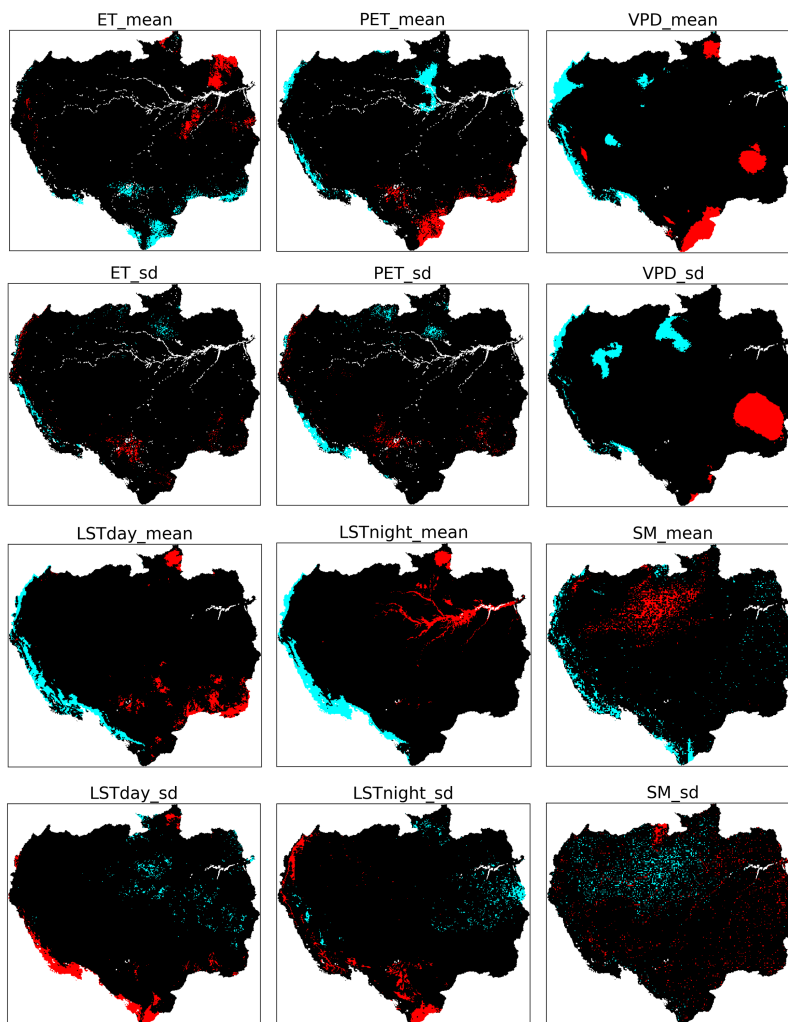 ET_mean
PET_mean
VPD_mean
ET_sd
PET_sd
VPD_sd
LSTday_mean
LSTnight_mean
SM_mean
LSTday_sd
LSTnight_sd
SM_sd